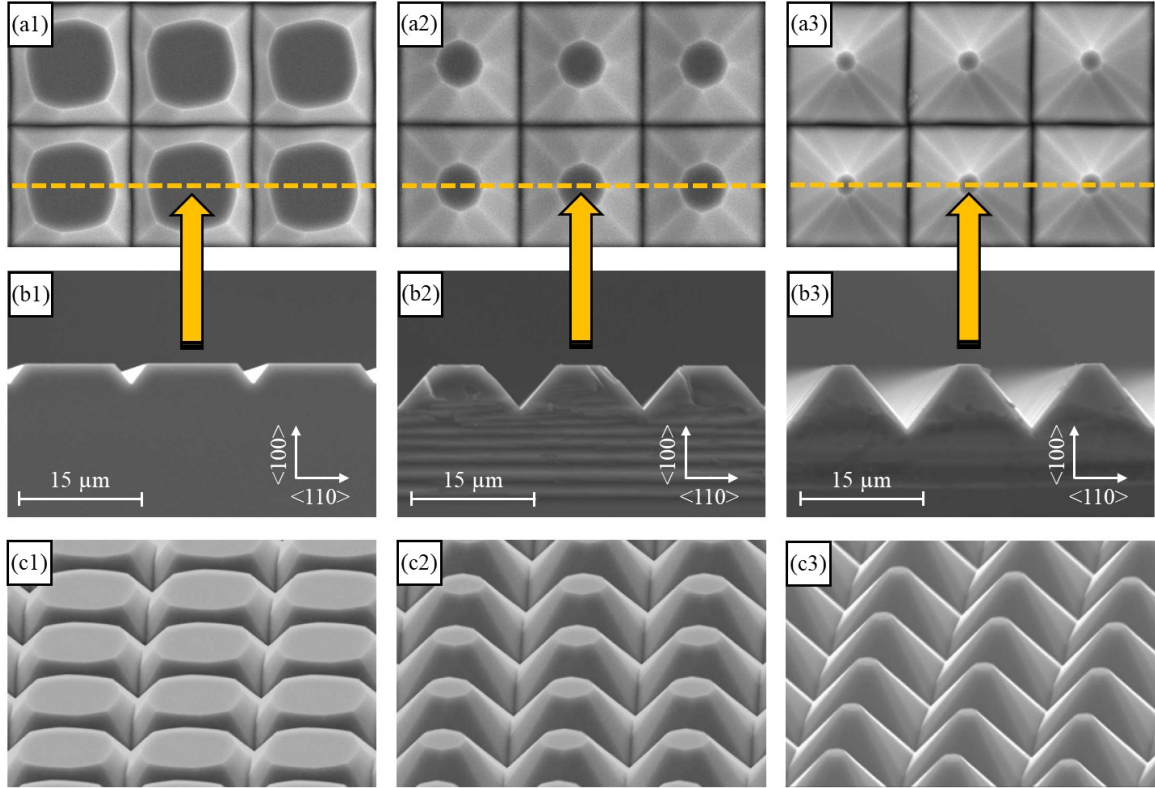 (a1)
(a2)
(a3)
(b1)
<100>
15 µm
<110>
(b2)
<100>
15 µm
<110>
(b3)
<100>
15 µm
<110>
(c1)
(c2)
(c3)